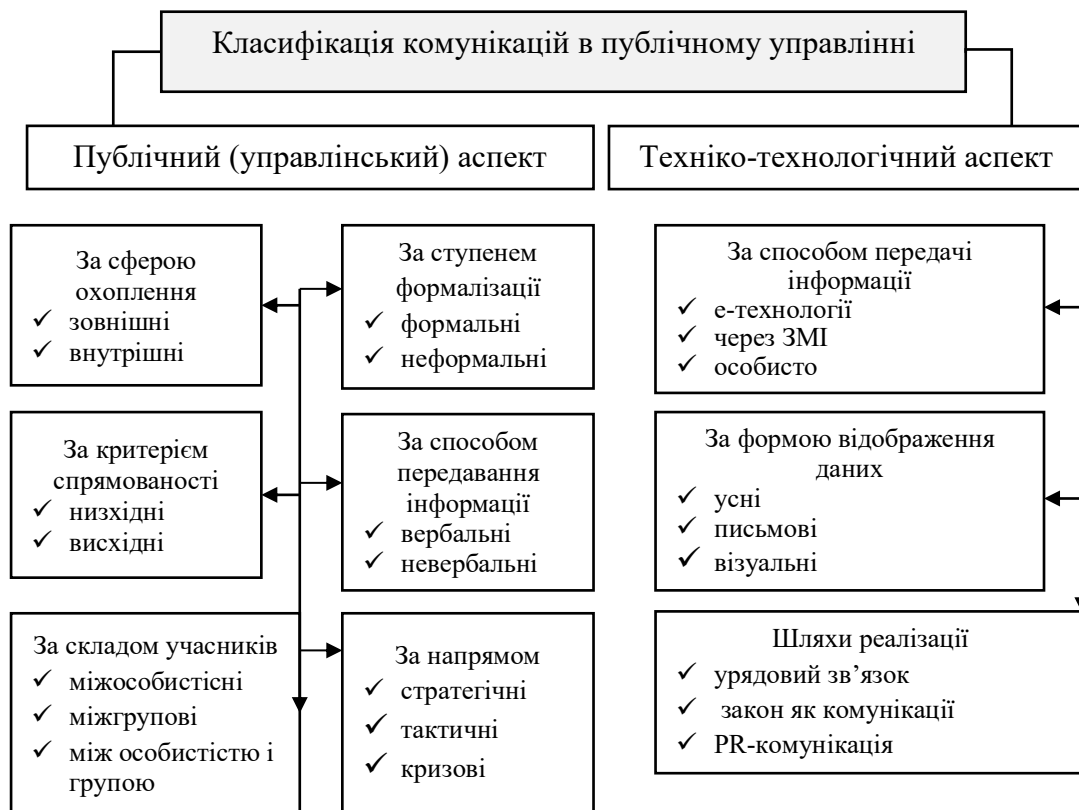 Класифікація комунікацій в публічному управлінні
Публічний (управлінський) аспект
Техніко-технологічний аспект
За сферою
охоплення
✓ зовнішні
✓ внутрішні
За ступенем
формалізації
✓ формальні
✓ неформальні
За способом передачі
інформації
✓ е-технології
✓ через ЗМІ
✓ особисто
За критерієм
спрямованості
✓ низхідні
✓ висхідні
За способом
передавання
інформації
✓ вербальні
✓ невербальні
За формою відображення
даних
✓ усні
✓ письмові
✓ візуальні
За складом учасників
✓ міжособистісні
✓ міжгрупові
✓ між особистістю і
групою
За напрямом
✓ стратегічні
✓ тактичні
✓ кризові
Шляхи реалізації
✓ урядовий зв’язок
✓ закон як комунікації
✓ PR-комунікація